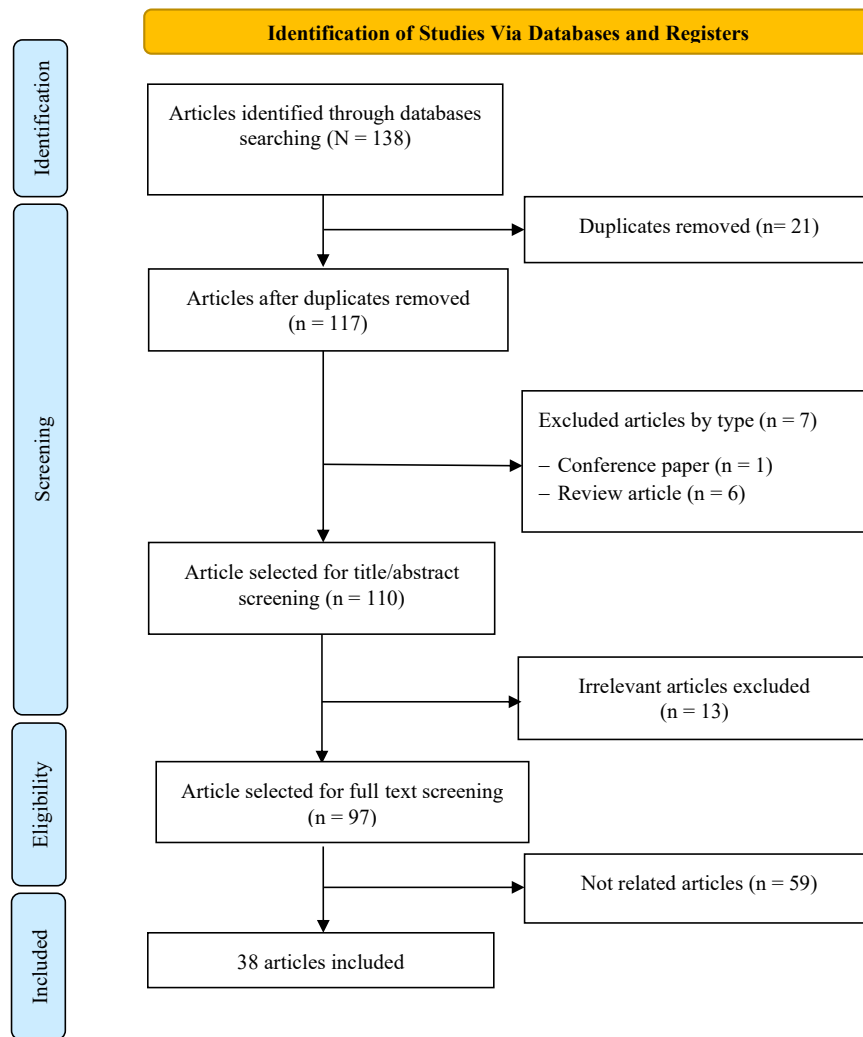 Identification of Studies Via Databases and Registers
Identification
Articles identified through databases
searching (N = 138)
Screening
Duplicates removed (n= 21)
Articles after duplicates removed
(n = 117)
Excluded articles by type (n = 7)
– Conference paper (n = 1)
– Review article (n = 6)
Article selected for title/abstract
screening (n = 110)
Irrelevant articles excluded
(n = 13)
Eligibility
Article selected for full text screening
(n = 97)
Not related articles (n = 59)
Included
38 articles included